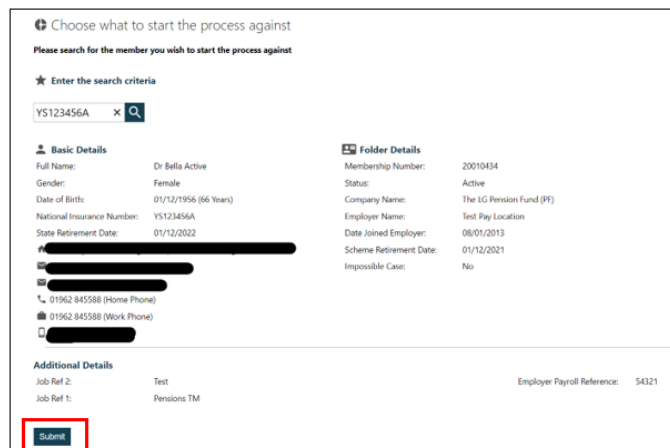 Choose what to start the process against
Please search for the member you wish to start the process against
Enter the search criteria
YS123456A
Basic Details
Full Name: Dr Bella Active
Gender: Female
Date of Birth: 01/12/1956 (66 Years)
National Insurance Number: YS123456A
State Retirement Date: 01/12/2022
01962 845588 (Home Phone)
01962 845588 (Work Phone)
Folder Details
Membership Number: 20010434
Status: Active
Company Name: The LG Pension Fund (PF)
Employer Name: Test Pay Location
Date Joined Employer: 08/01/2013
Scheme Retirement Date: 01/12/2021
Impossible Case: No
Additional Details
Job Ref 2: Test
Employer Payroll Reference: 54321
Job Ref 1: Pensions TM
Submit